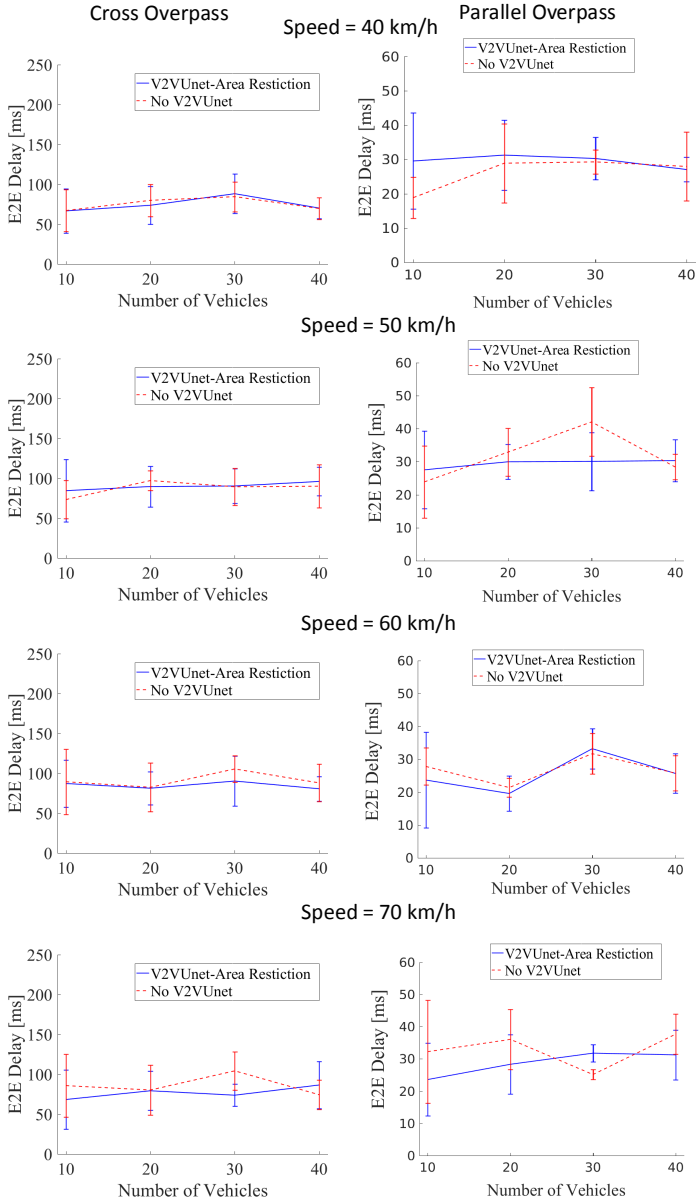 Cross Overpass
Parallel Overpass
Speed = 40 km/h
E2E Delay [ms]
250
200
150
100
50
0
V2VUnet-Area Restiction
No V2VUnet
10 20 30 40
Number of Vehicles
E2E Delay [ms]
60
50
40
30
20
10
0
V2VUnet-Area Restiction
No V2VUnet
10 20 30 40
Number of Vehicles
Speed = 50 km/h
E2E Delay [ms]
250
200
150
100
50
0
V2VUnet-Area Restiction
No V2VUnet
10 20 30 40
Number of Vehicles
E2E Delay [ms]
60
50
40
30
20
10
0
V2VUnet-Area Restiction
No V2VUnet
10 20 30 40
Number of Vehicles
Speed = 60 km/h
E2E Delay [ms]
250
200
150
100
50
0
V2VUnet-Area Restiction
No V2VUnet
10 20 30 40
Number of Vehicles
E2E Delay [ms]
60
50
40
30
20
10
0
V2VUnet-Area Restiction
No V2VUnet
10 20 30 40
Number of Vehicles
Speed = 70 km/h
E2E Delay [ms]
250
200
150
100
50
0
V2VUnet-Area Restiction
No V2VUnet
10 20 30 40
Number of Vehicles
E2E Delay [ms]
60
50
40
30
20
10
0
V2VUnet-Area Restiction
No V2VUnet
10 20 30 40
Number of Vehicles